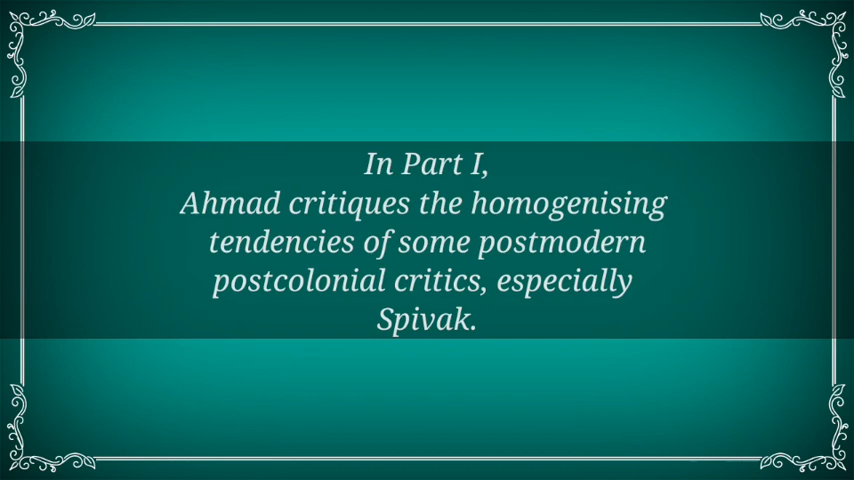 In Part I,
Ahmad critiques the homogenising
tendencies of some postmodern
postcolonial critics, especially
Spivak.